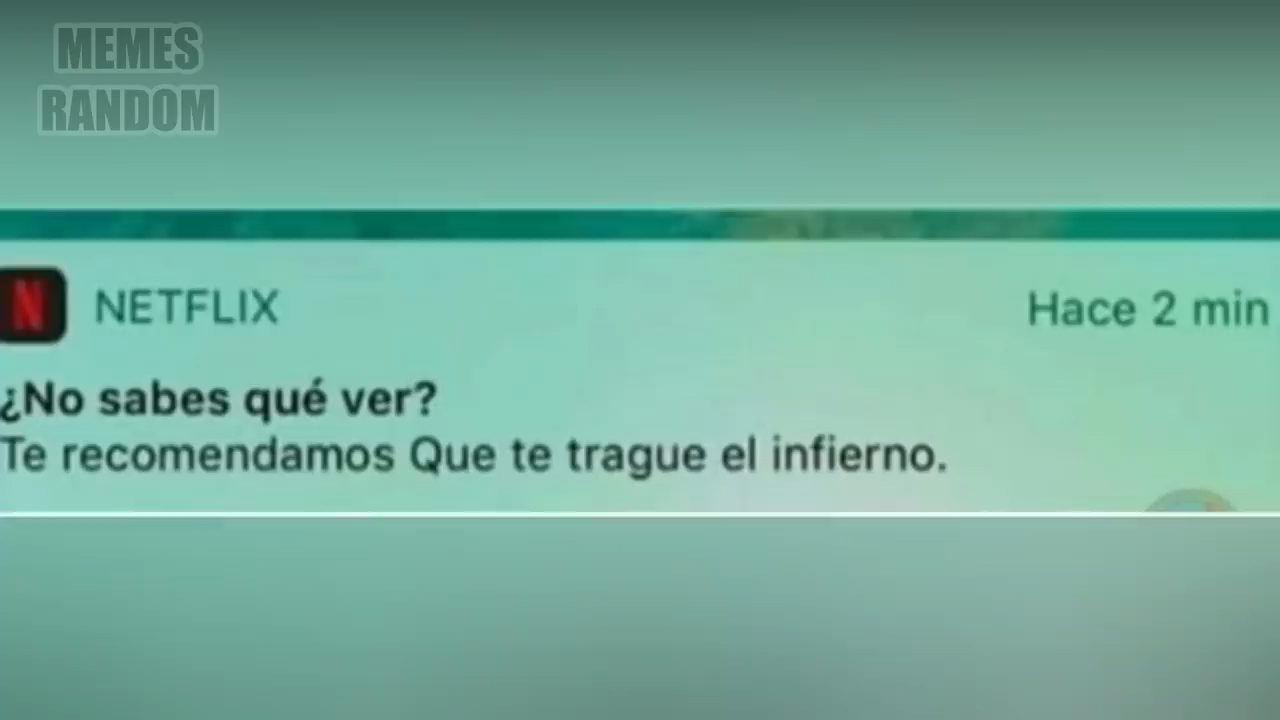 MEMES
RANDOM
NETFLIX
Hace 2 min
¿No sabes qué ver?
Te recomendamos Que te trague el infierno.